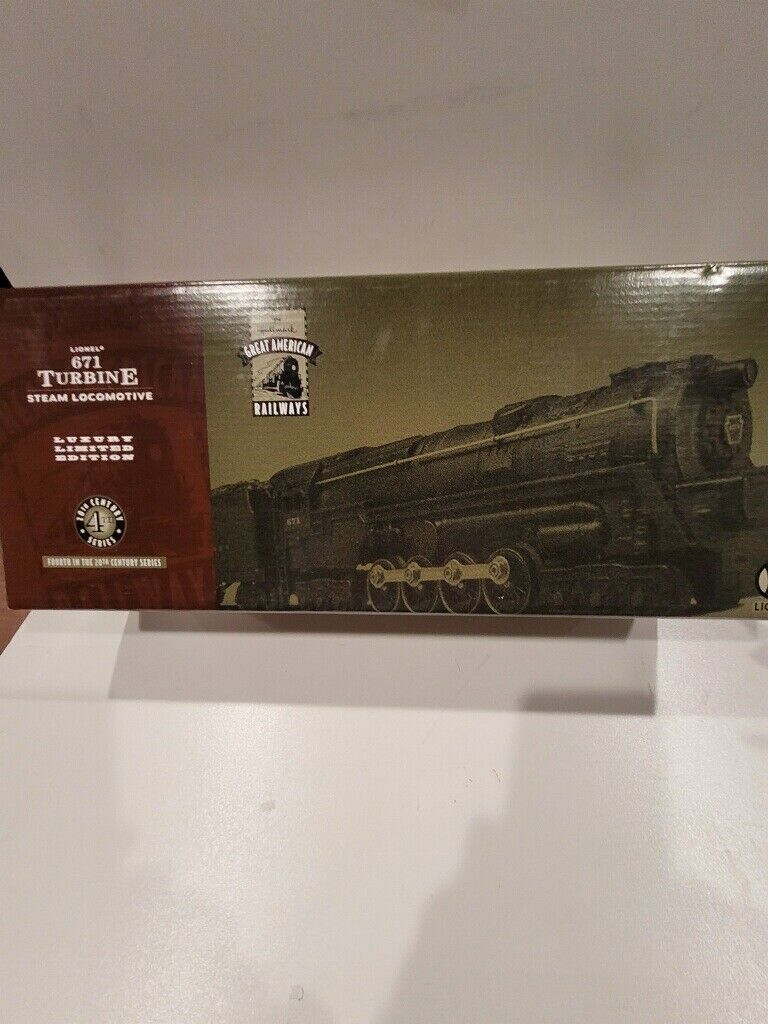 LIONEL®
671
TURBINE
STEAM LOCOMOTIVE
LUXURY
LIMITED
EDITION
20TH CENTURY
4TH
SERIES
FOURTH IN THE 20TH CENTURY SERIES
Hallmark
GREAT AMERICAN
RAILWAYS
671